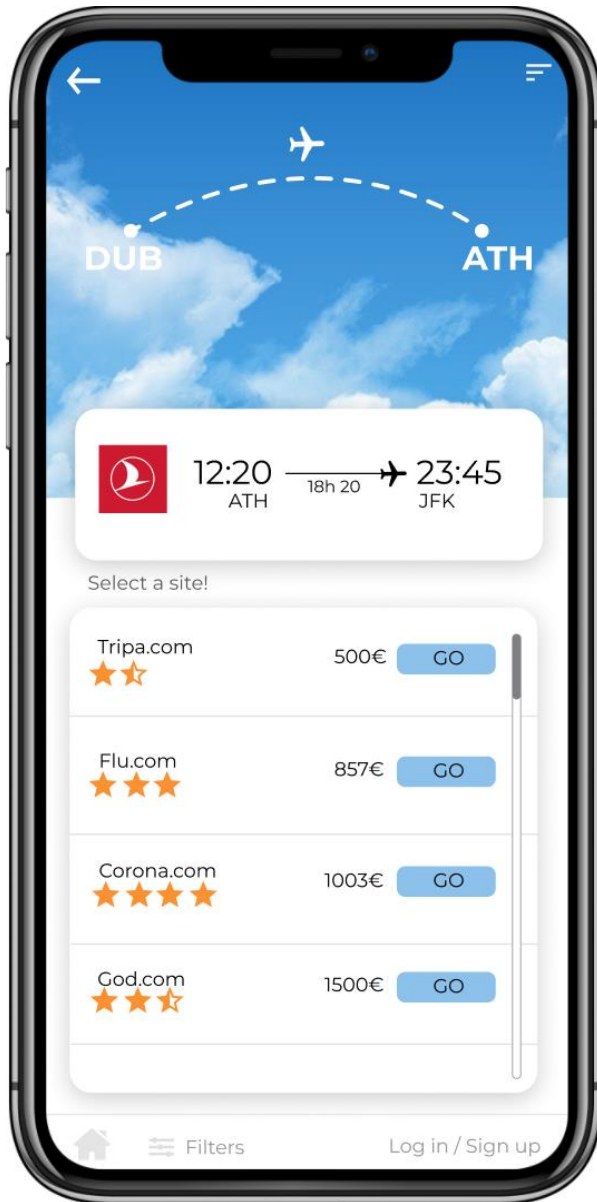 DUB ATH
12:20 18h 20 23:45
ATH JFK
Select a site!
Tripa.com 500€ GO
Flu.com 857€ GO
Corona.com 1003€ GO
God.com 1500€ GO
Filters Log in / Sign up